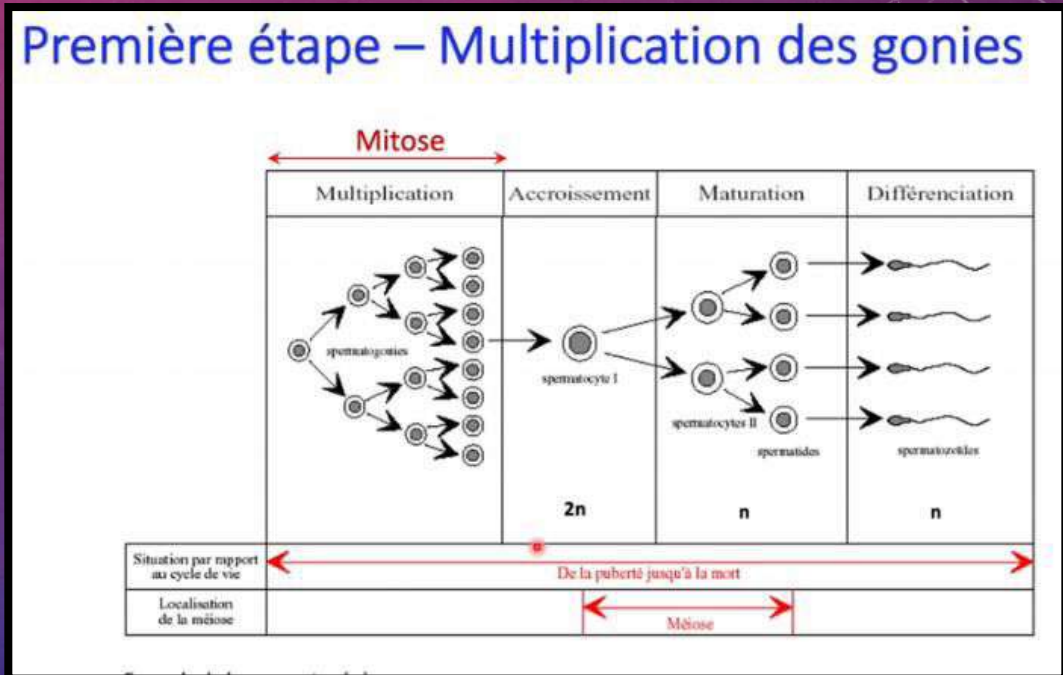 Première étape – Multiplication des gonies
Mitose
Multiplication Accroissement Maturation Différenciation
spermatogonies
spermatocyte I
spermatocytes II
spermatides
spermatozoïdes
2n n n
Situation par rapport
au cycle de vie
De la puberté jusqu'à la mort
Localisation
de la méiose
Méiose